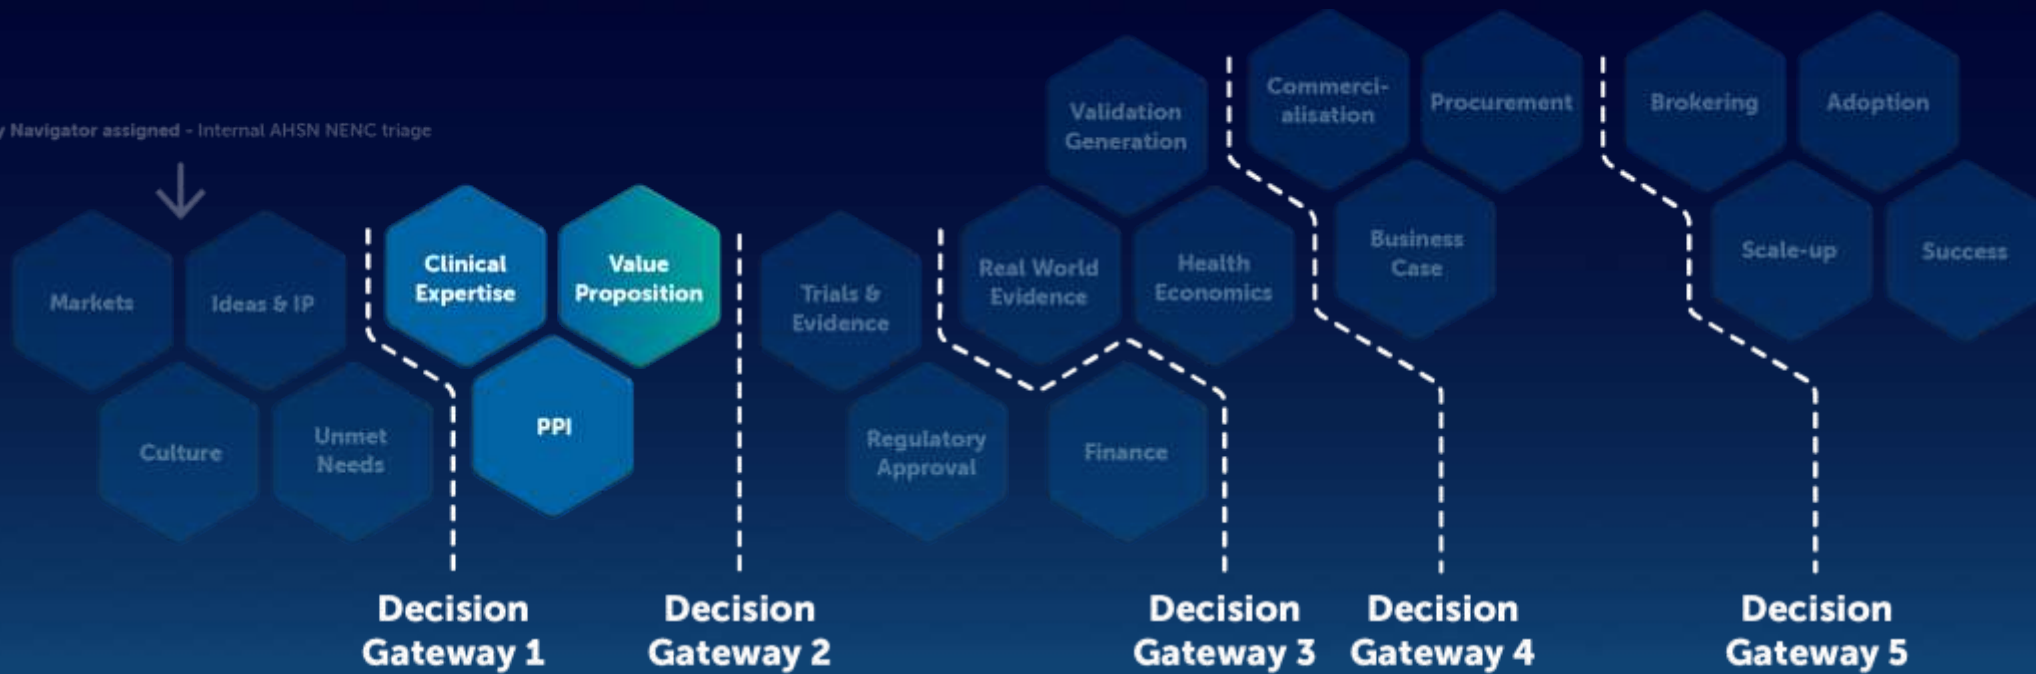 y Navigator assigned - Internal AHSN NENC triage
Markets
Ideas & IP
Culture
Unmet
Needs
Clinical
Expertise
Value
Proposition
PPI
Trials &
Evidence
Regulatory
Approval
Validation
Generation
Real World
Evidence
Health
Economics
Finance
Commerci-
alisation
Procurement
Business
Case
Brokering
Adoption
Scale-up
Success
Decision
Gateway 1
Decision
Gateway 2
Decision
Gateway 3
Decision
Gateway 4
Decision
Gateway 5